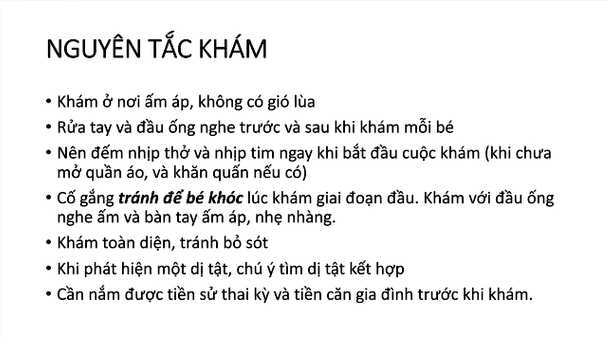 NGUYÊN TẮC KHÁM
• Khám ở nơi ấm áp, không có gió lùa
• Rửa tay và đầu ống nghe trước và sau khi khám mỗi bé
• Nên đếm nhịp thở và nhịp tim ngay khi bắt đầu cuộc khám (khi chưa
mở quần áo, và khăn quấn nếu có)
• Cố gắng tránh để bé khóc lúc khám giai đoạn đầu. Khám với đầu ống
nghe ấm và bàn tay ấm áp, nhẹ nhàng.
• Khám toàn diện, tránh bỏ sót
• Khi phát hiện một dị tật, chú ý tìm dị tật kết hợp
• Cần nắm được tiền sử thai kỳ và tiền căn gia đình trước khi khám.